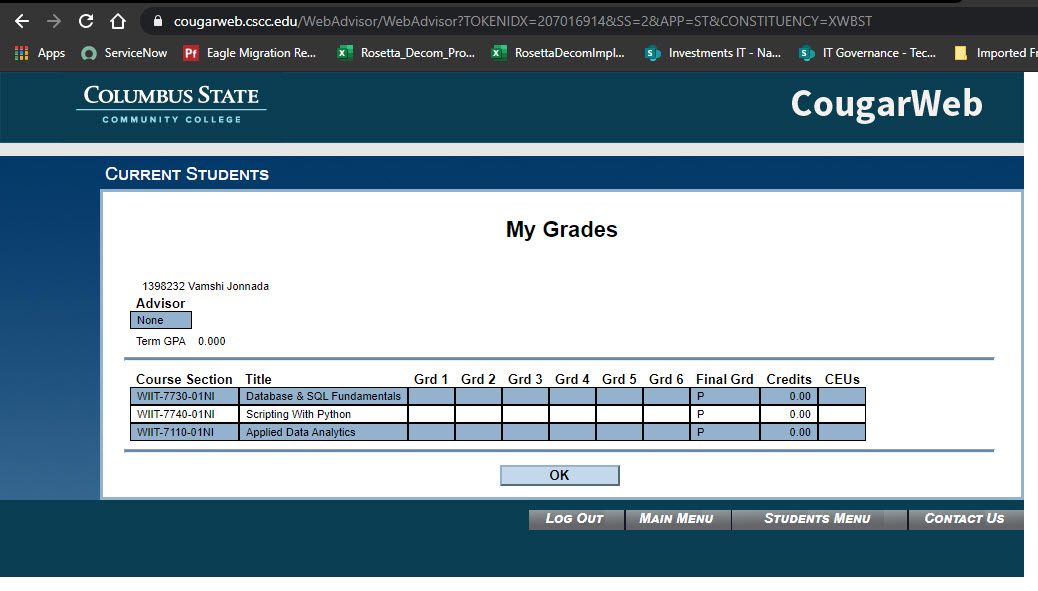 cougarweb.cscc.edu/WebAdvisor/WebAdvisor?TOKENIDX=207016914&SS=2&APP=ST&CONSTITUENCY=XWBST
Apps ServiceNow Pf Eagle Migration Re... Rosetta_Decom_Pro... RosettaDecomImpl... Investments IT - Na... IT Governance - Tec... Imported Fr
COLUMBUS STATE
COMMUNITY COLLEGE
CougarWeb
CURRENT STUDENTS
My Grades
1398232 Vamshi Jonnada
Advisor
None
Term GPA 0.000
Course Section Title Grd 1 Grd 2 Grd 3 Grd 4 Grd 5 Grd 6 Final Grd Credits CEUs
WIIT-7730-01NI Database & SQL Fundamentals P 0.00
WIIT-7740-01NI Scripting With Python P 0.00
WIIT-7110-01NI Applied Data Analytics P 0.00
OK
LOG OUT MAIN MENU STUDENTS MENU CONTACT US